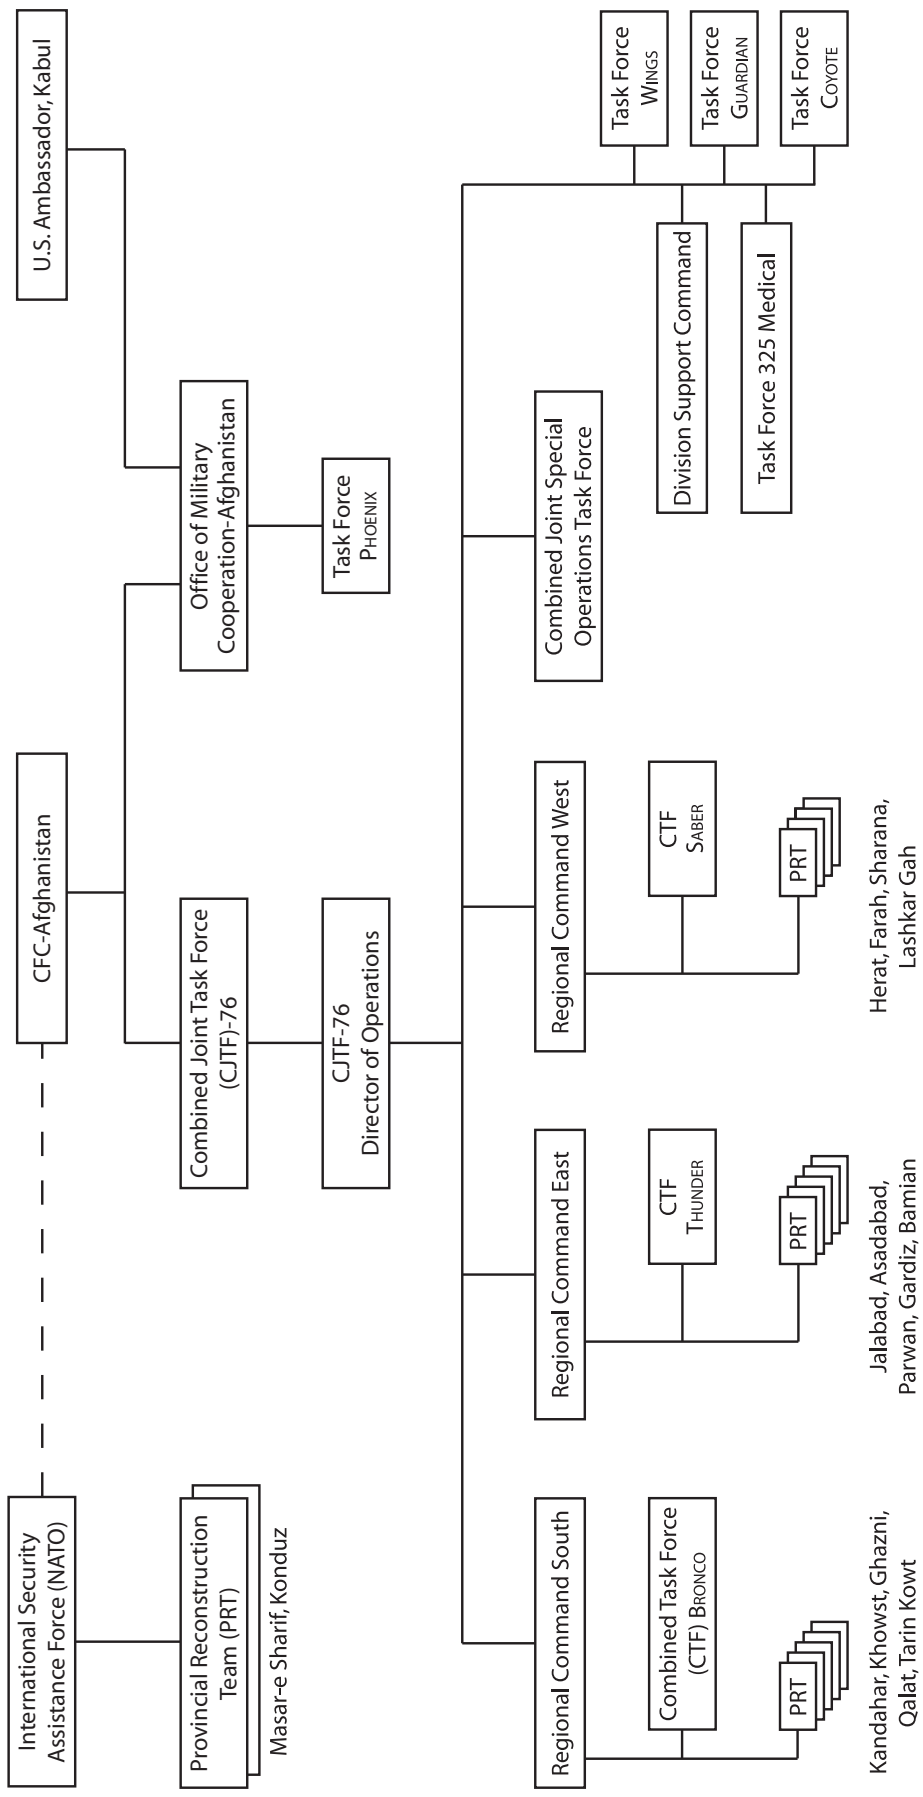 International Security
Assistance Force (NATO)
CFC-Afghanistan
U.S. Ambassador, Kabul
Provincial Reconstruction
Team (PRT)
Masar-e Sharif, Konduz
Combined Joint Task Force
(CJTF)-76
Office of Military
Cooperation-Afghanistan
CJTF-76
Director of Operations
Task Force
PHOENIX
Regional Command South
Combined Task Force
(CTF) BRONCO
PRT
Kandahar, Khowst, Ghazni,
Qalat, Tarin Kowt
Regional Command East
CTF
THUNDER
PRT
Jalabad, Asadabad,
Parwan, Gardiz, Bamian
Regional Command West
CTF
SABER
PRT
Herat, Farah, Sharana,
Lashkar Gah
Combined Joint Special
Operations Task Force
Task Force
WINGS
Division Support Command
Task Force
GUARDIAN
Task Force 325 Medical
Task Force
COYOTE